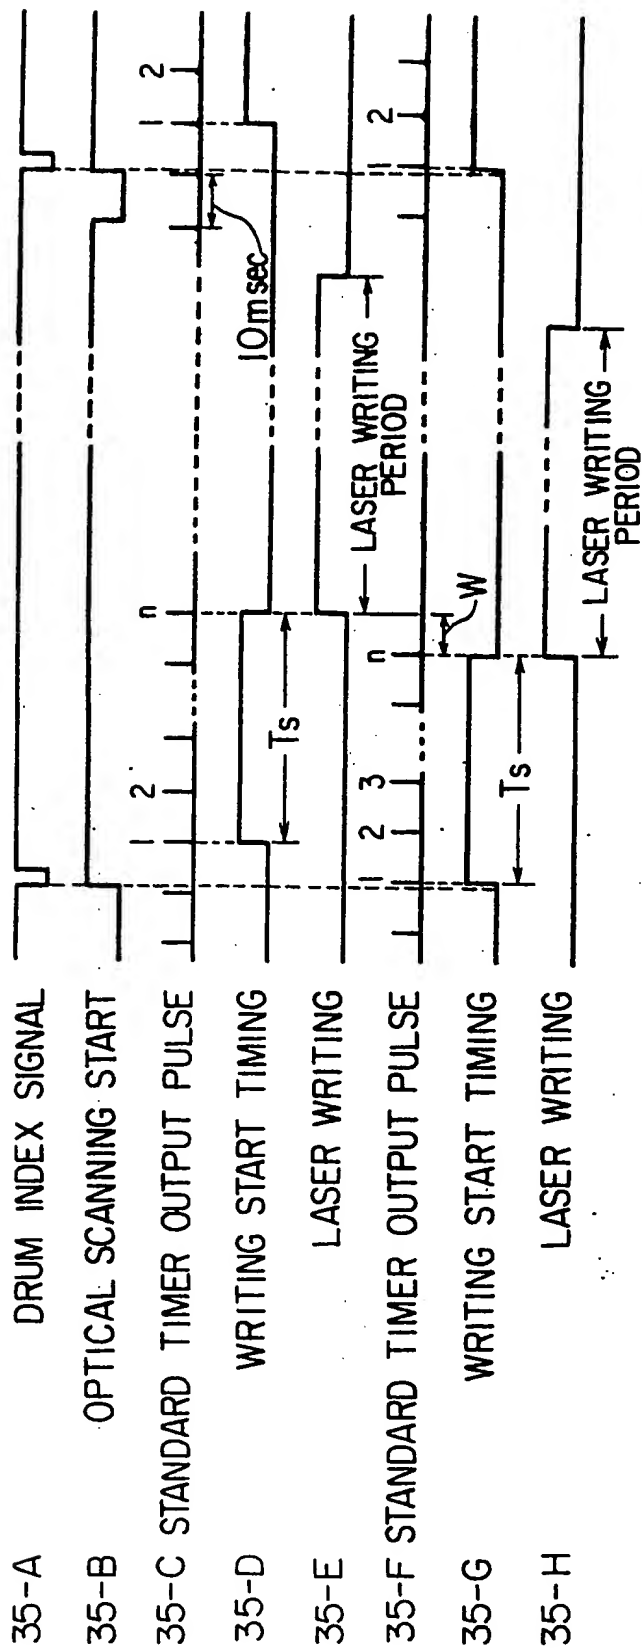 35-A DRUM INDEX SIGNAL
35-B OPTICAL SCANNING START
35-C STANDARD TIMER OUTPUT PULSE
1 2 n 1 2
10msec
35-D WRITING START TIMING
Ts
35-E LASER WRITING
LASER WRITING
PERIOD
35-F STANDARD TIMER OUTPUT PULSE
1 2 3 n 1 2
W
35-G WRITING START TIMING
Ts
35-H LASER WRITING
LASER WRITING
PERIOD